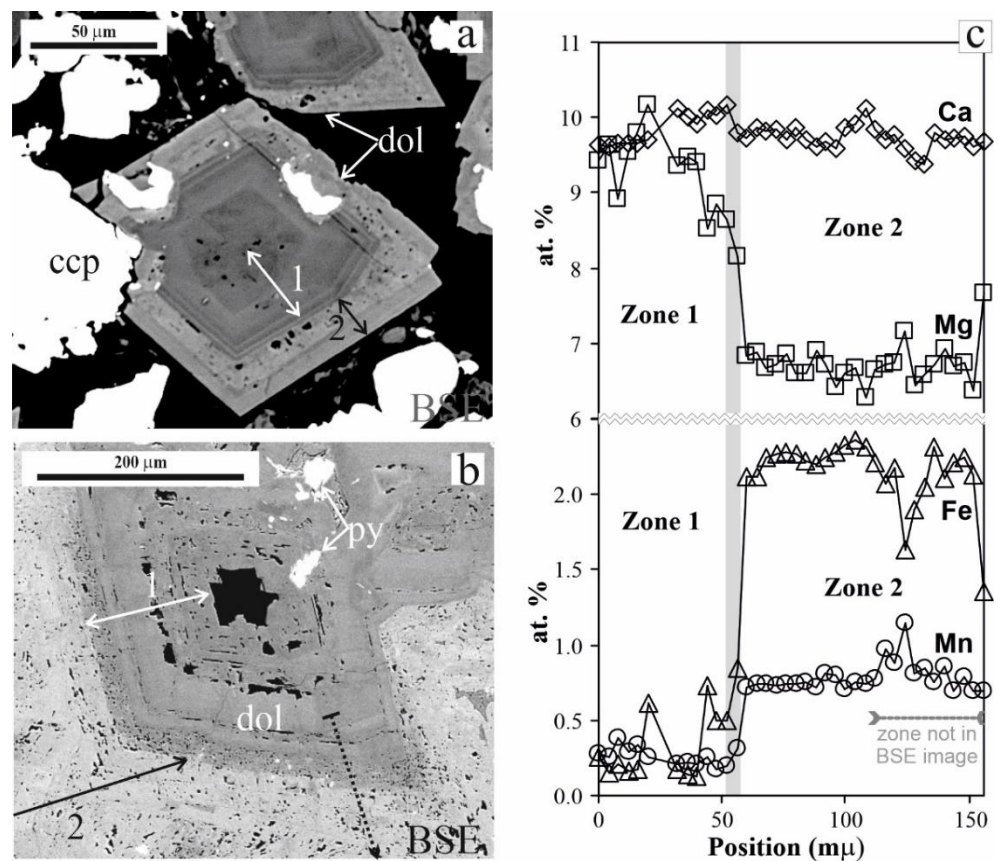 50 μm
a
dol
ccp
1
2
BSE
200 μm
b
py
1
dol
2
BSE
c
11
10
9
8
7
6
at. %
Ca
Zone 2
Zone 1
Mg
2.0
1.5
1.0
0.5
0.0
at. %
Zone 1
Fe
Zone 2
Mn
zone not in
BSE image
0
50
100
150
Position (mμ)